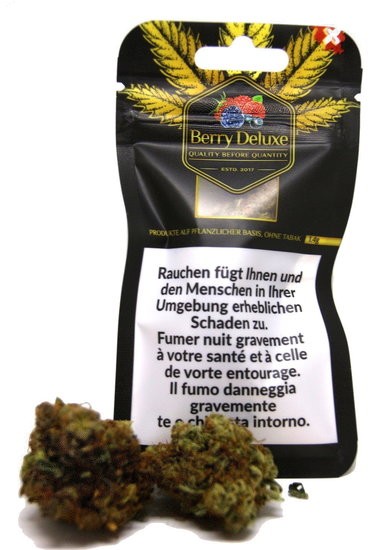 Berry Deluxe
QUALITY BEFORE QUANTITY
ESTD. 2017
PRODUKTE AUF PFLANZLICHER BASIS, OHNE TABAK
Rauchen fügt Ihnen und
den Menschen in Ihrer
Umgebung erheblichen
Schaden zu.
Fumer nuit gravement
à votre santé et à celle
de vorte entourage.
Il fumo danneggia
gravemente
te e intorno.